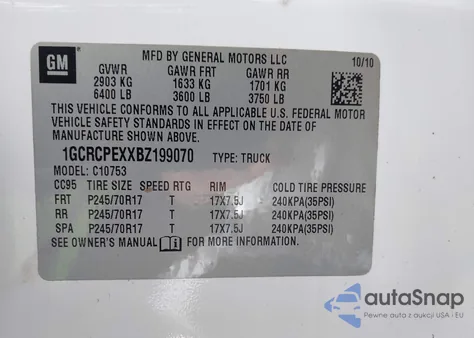 GM
MFD BY GENERAL MOTORS LLC 10/10
GVWR GAWR FRT GAWR RR
2903 KG 1633 KG 1701 KG
6400 LB 3600 LB 3750 LB
THIS VEHICLE CONFORMS TO ALL APPLICABLE U.S. FEDERAL MOTOR
VEHICLE SAFETY STANDARDS IN EFFECT ON THE DATE OF
MANUFACTURE SHOWN ABOVE.
1GCRCPEXXBZ199070 TYPE: TRUCK
MODEL: C10753
CC95 TIRE SIZE SPEED RTG RIM COLD TIRE PRESSURE
FRT P245/70R17 T 17X7.5J 240KPA(35PSI)
RR P245/70R17 T 17X7.5J 240KPA(35PSI)
SPA P245/70R17 T 17X7.5J 240KPA(35PSI)
SEE OWNER'S MANUAL FOR MORE INFORMATION.
autoSnap
Pewne auta z aukcji USA i EU